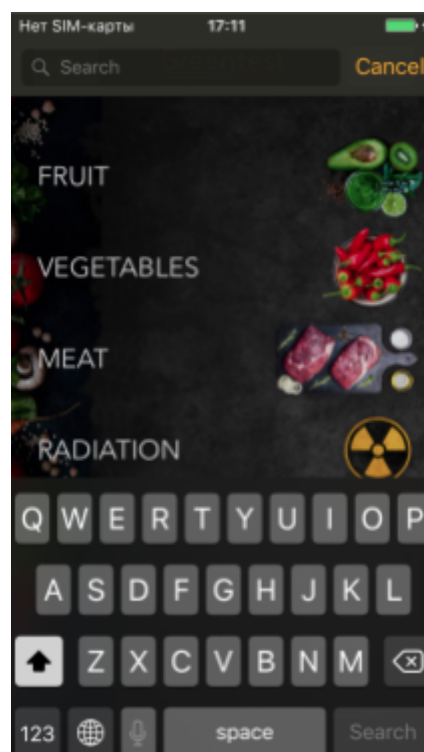 Нет SIM-карты 17:11
Search Cancel
FRUIT
VEGETABLES
MEAT
RADIATION
Q W E R T Y U I O P
A S D F G H J K L
Z X C V B N M
123 space Search